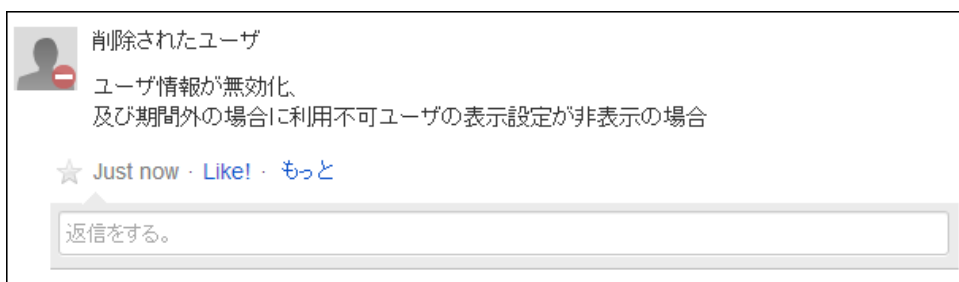 削除されたユーザ
ユーザ情報が無効化、
及び期間外の場合に利用不可ユーザの表示設定が非表示の場合
Just now · Like! · もっと
返信をする。